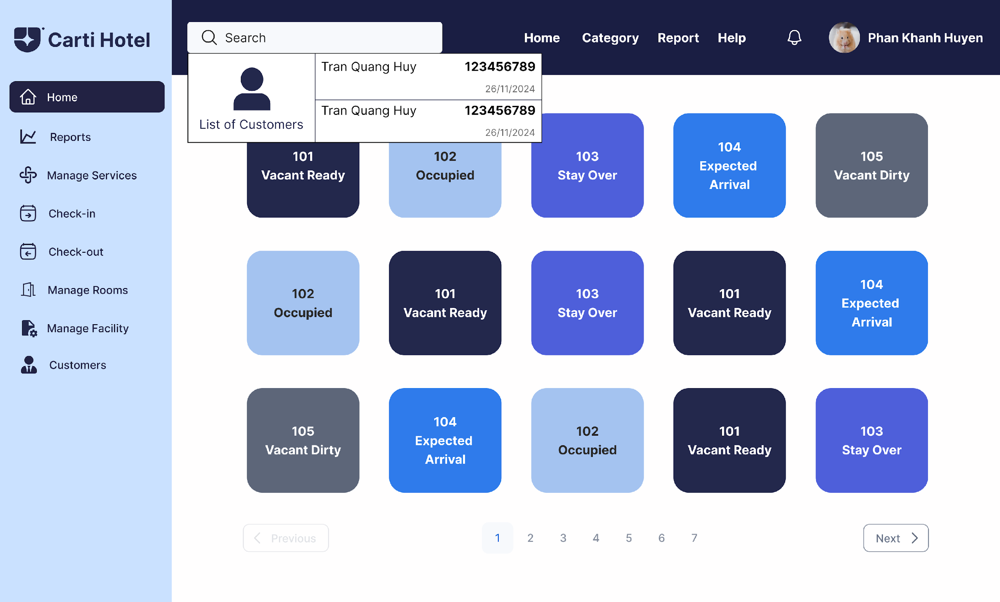 Carti Hotel
Search
Home Category Report Help
Phan Khanh Huyen
Home
Reports
Manage Services
Check-in
Check-out
Manage Rooms
Manage Facility
Customers
List of Customers
Tran Quang Huy 123456789
26/11/2024
Tran Quang Huy 123456789
26/11/2024
101
Vacant Ready
102
Occupied
103
Stay Over
104
Expected
Arrival
105
Vacant Dirty
102
Occupied
101
Vacant Ready
103
Stay Over
101
Vacant Ready
104
Expected
Arrival
105
Vacant Dirty
104
Expected
Arrival
102
Occupied
101
Vacant Ready
103
Stay Over
Previous 1 2 3 4 5 6 7 Next